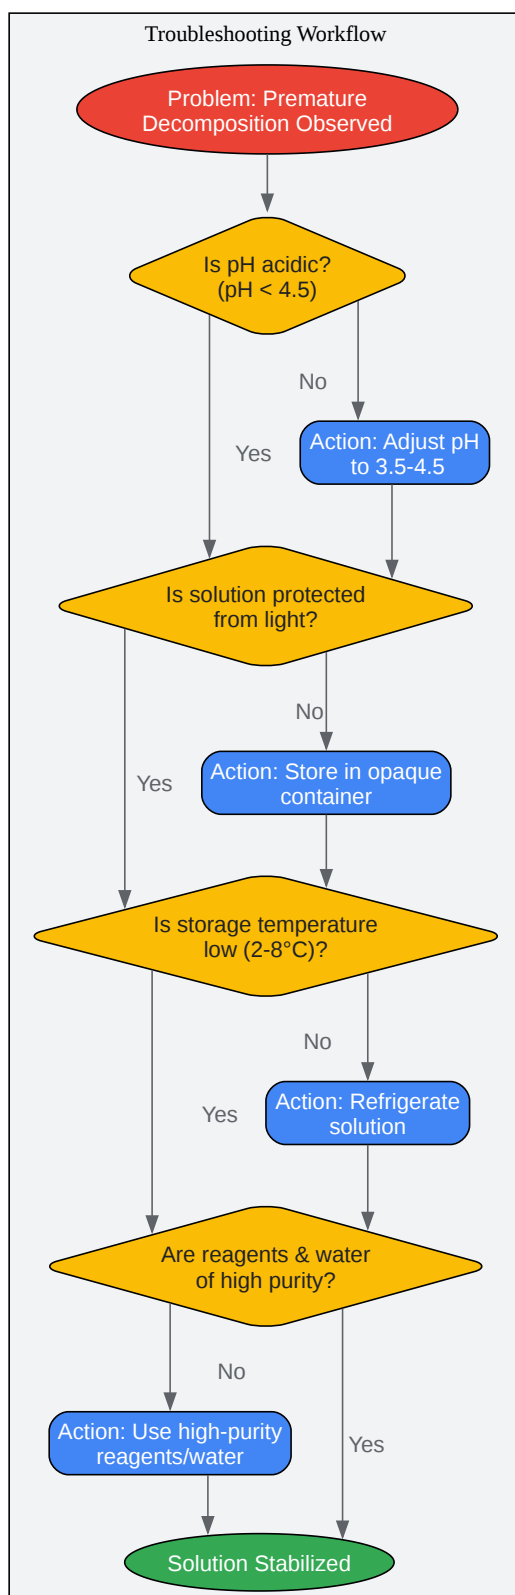 Troubleshooting Workflow
Problem: Premature
Decomposition Observed
Is pH acidic?
(pH < 4.5)
No
Yes
Action: Adjust pH
to 3.5-4.5
Is solution protected
from light?
No
Yes
Action: Store in opaque
container
Is storage temperature
low (2-8°C)?
No
Yes
Action: Refrigerate
solution
Are reagents & water
of high purity?
No
Action: Use high-purity
reagents/water
Yes
Solution Stabilized